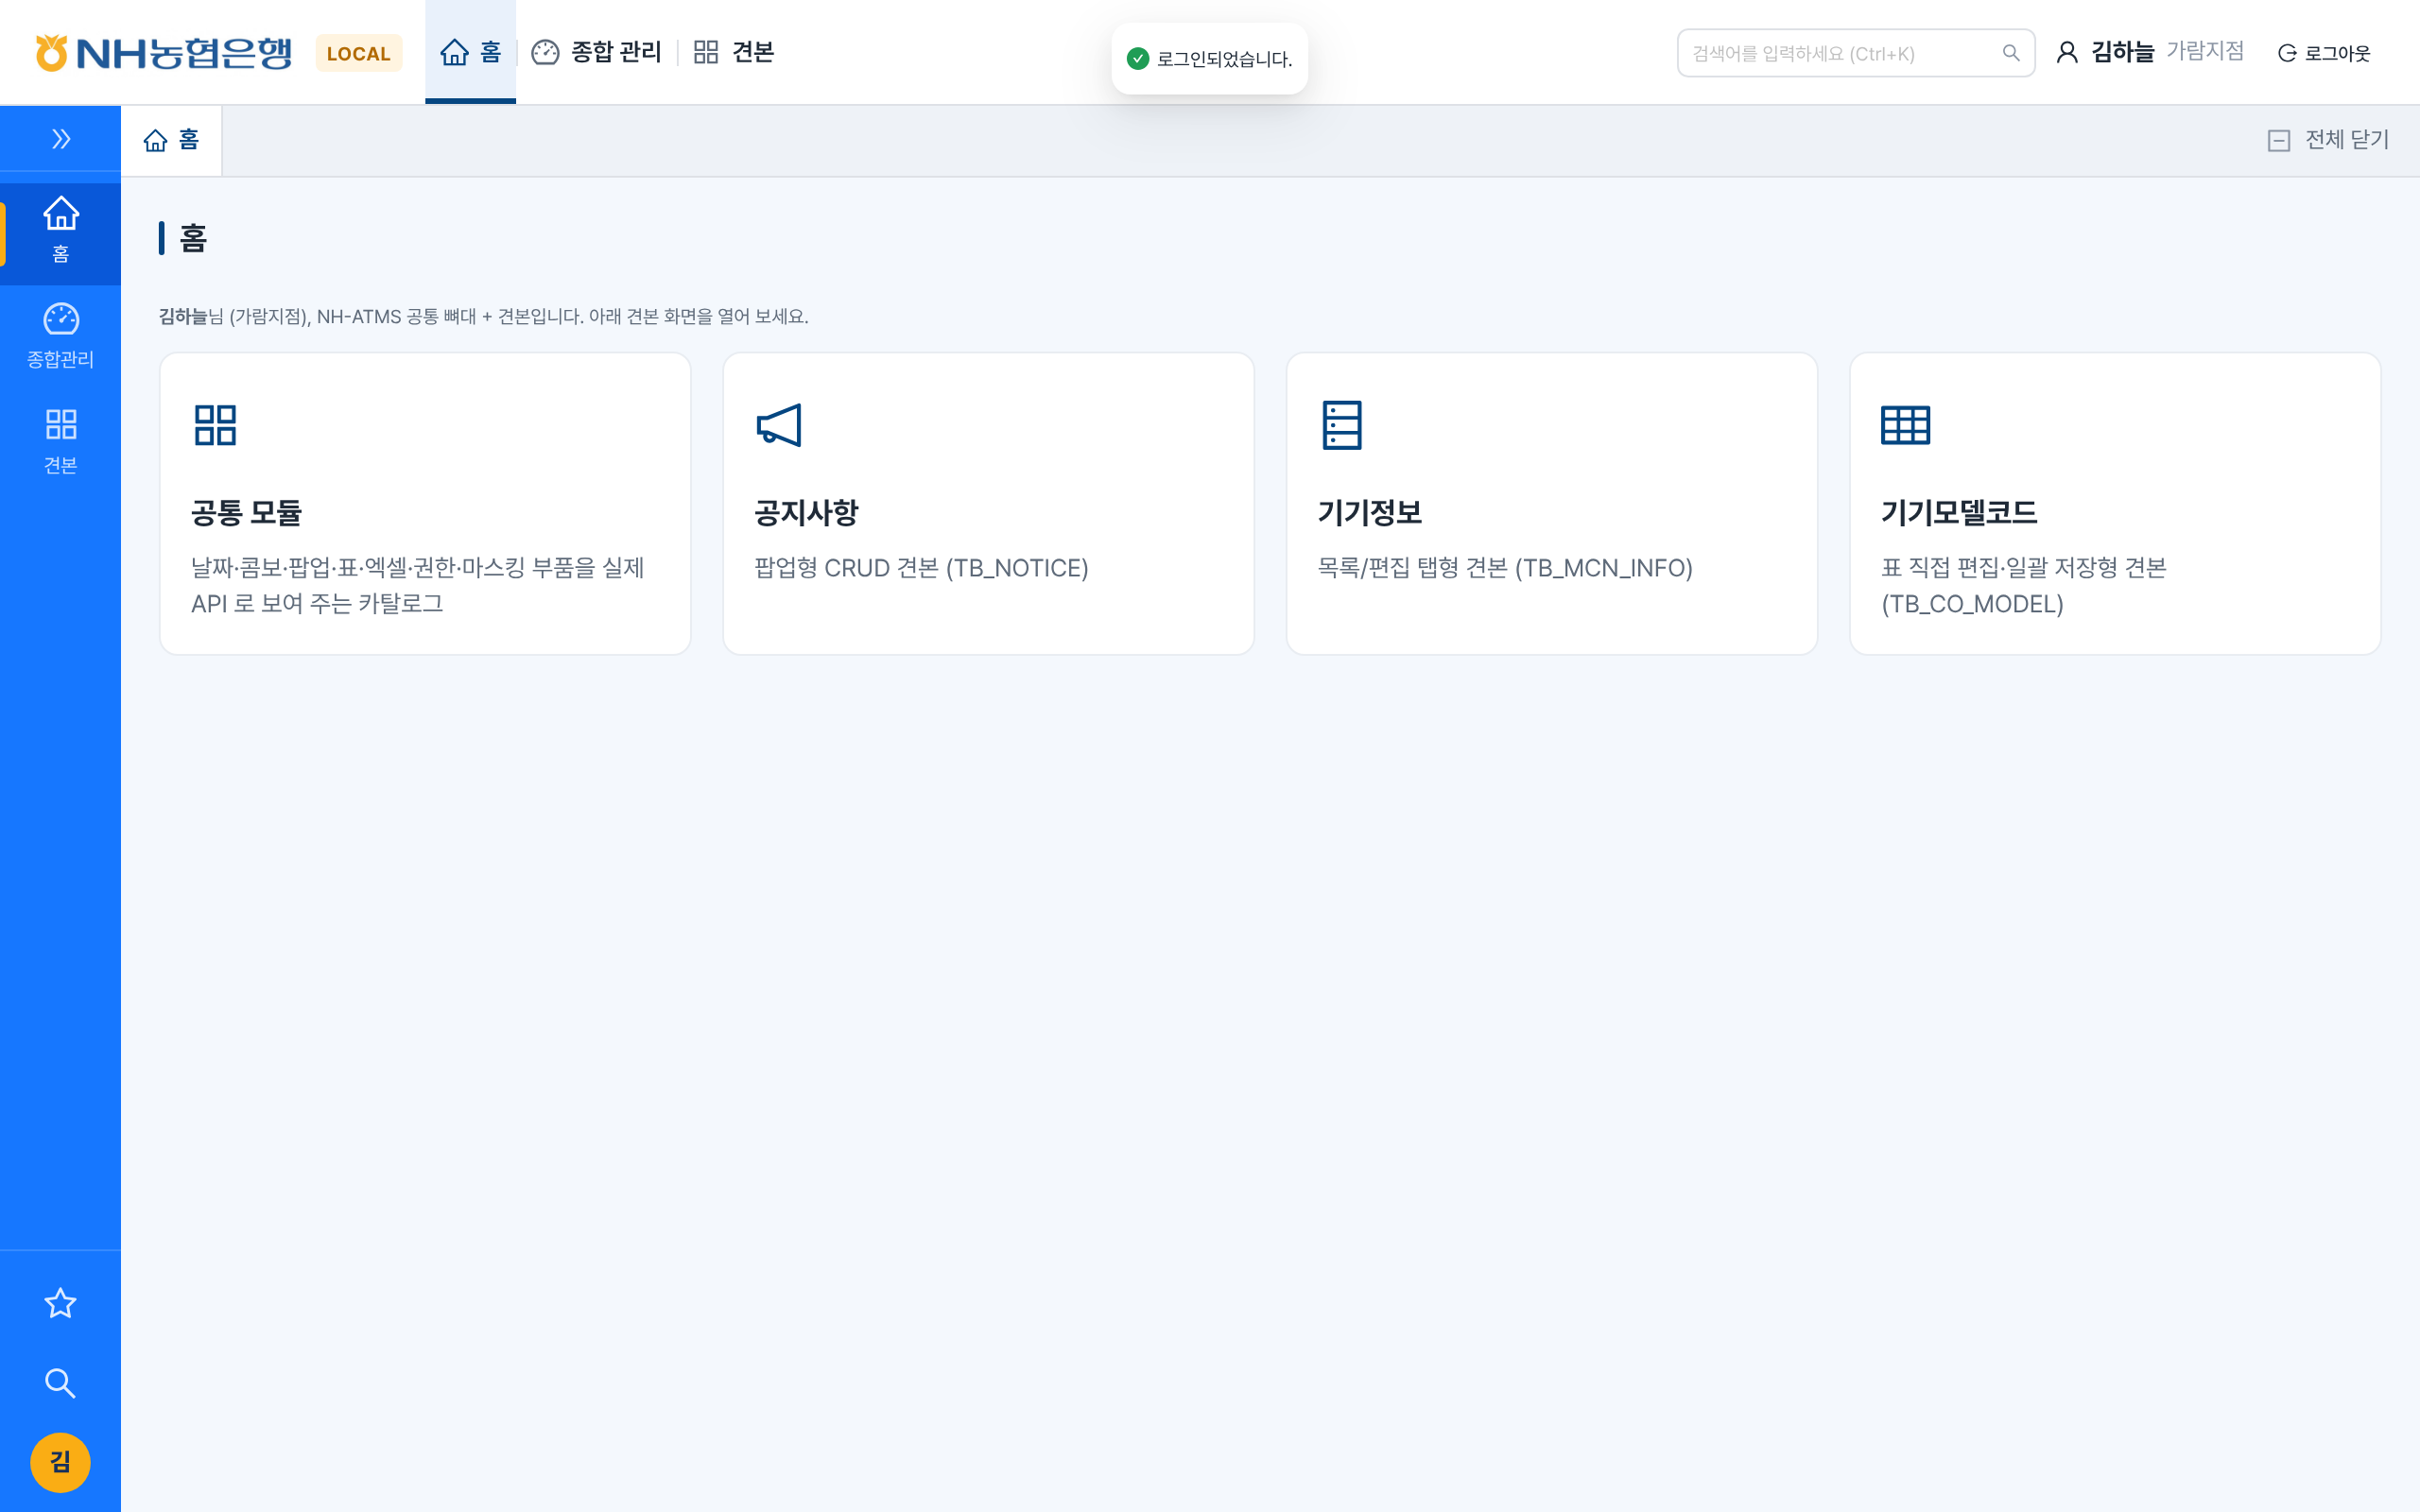 NH농협은행 LOCAL 홈 종합 관리 견본 로그인되었습니다. 검색어를 입력하세요 (Ctrl+K) 김하늘 가람지점 로그아웃
홈 전체 닫기
홈
종합관리
견본
김
홈
김하늘님 (가람지점), NH-ATMS 공통 뼈대 + 견본입니다. 아래 견본 화면을 열어 보세요.
공통 모듈
날짜·콤보·팝업·표·엑셀·권한·마스킹 부품을 실제
API 로 보여 주는 카탈로그
공지사항
팝업형 CRUD 견본 (TB_NOTICE)
기기정보
목록/편집 탭형 견본 (TB_MCN_INFO)
기기모델코드
표 직접 편집·일괄 저장형 견본
(TB_CO_MODEL)